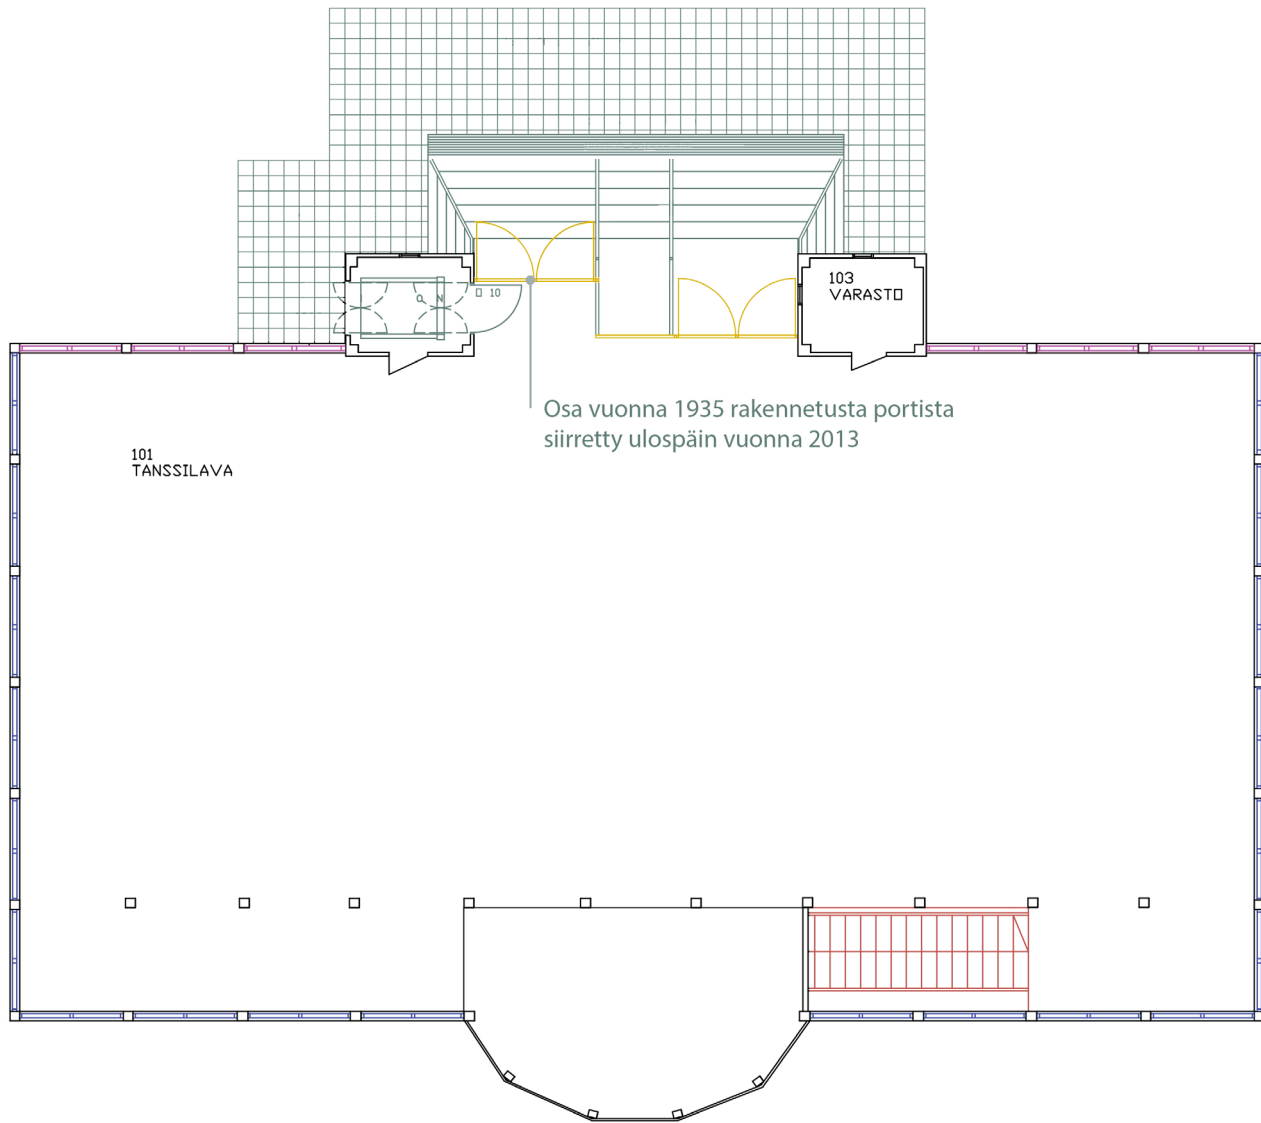 103
VARASTO
10
Osa vuonna 1935 rakennetusta portista
siirretty ulospäin vuonna 2013
101
TANSSILAVA